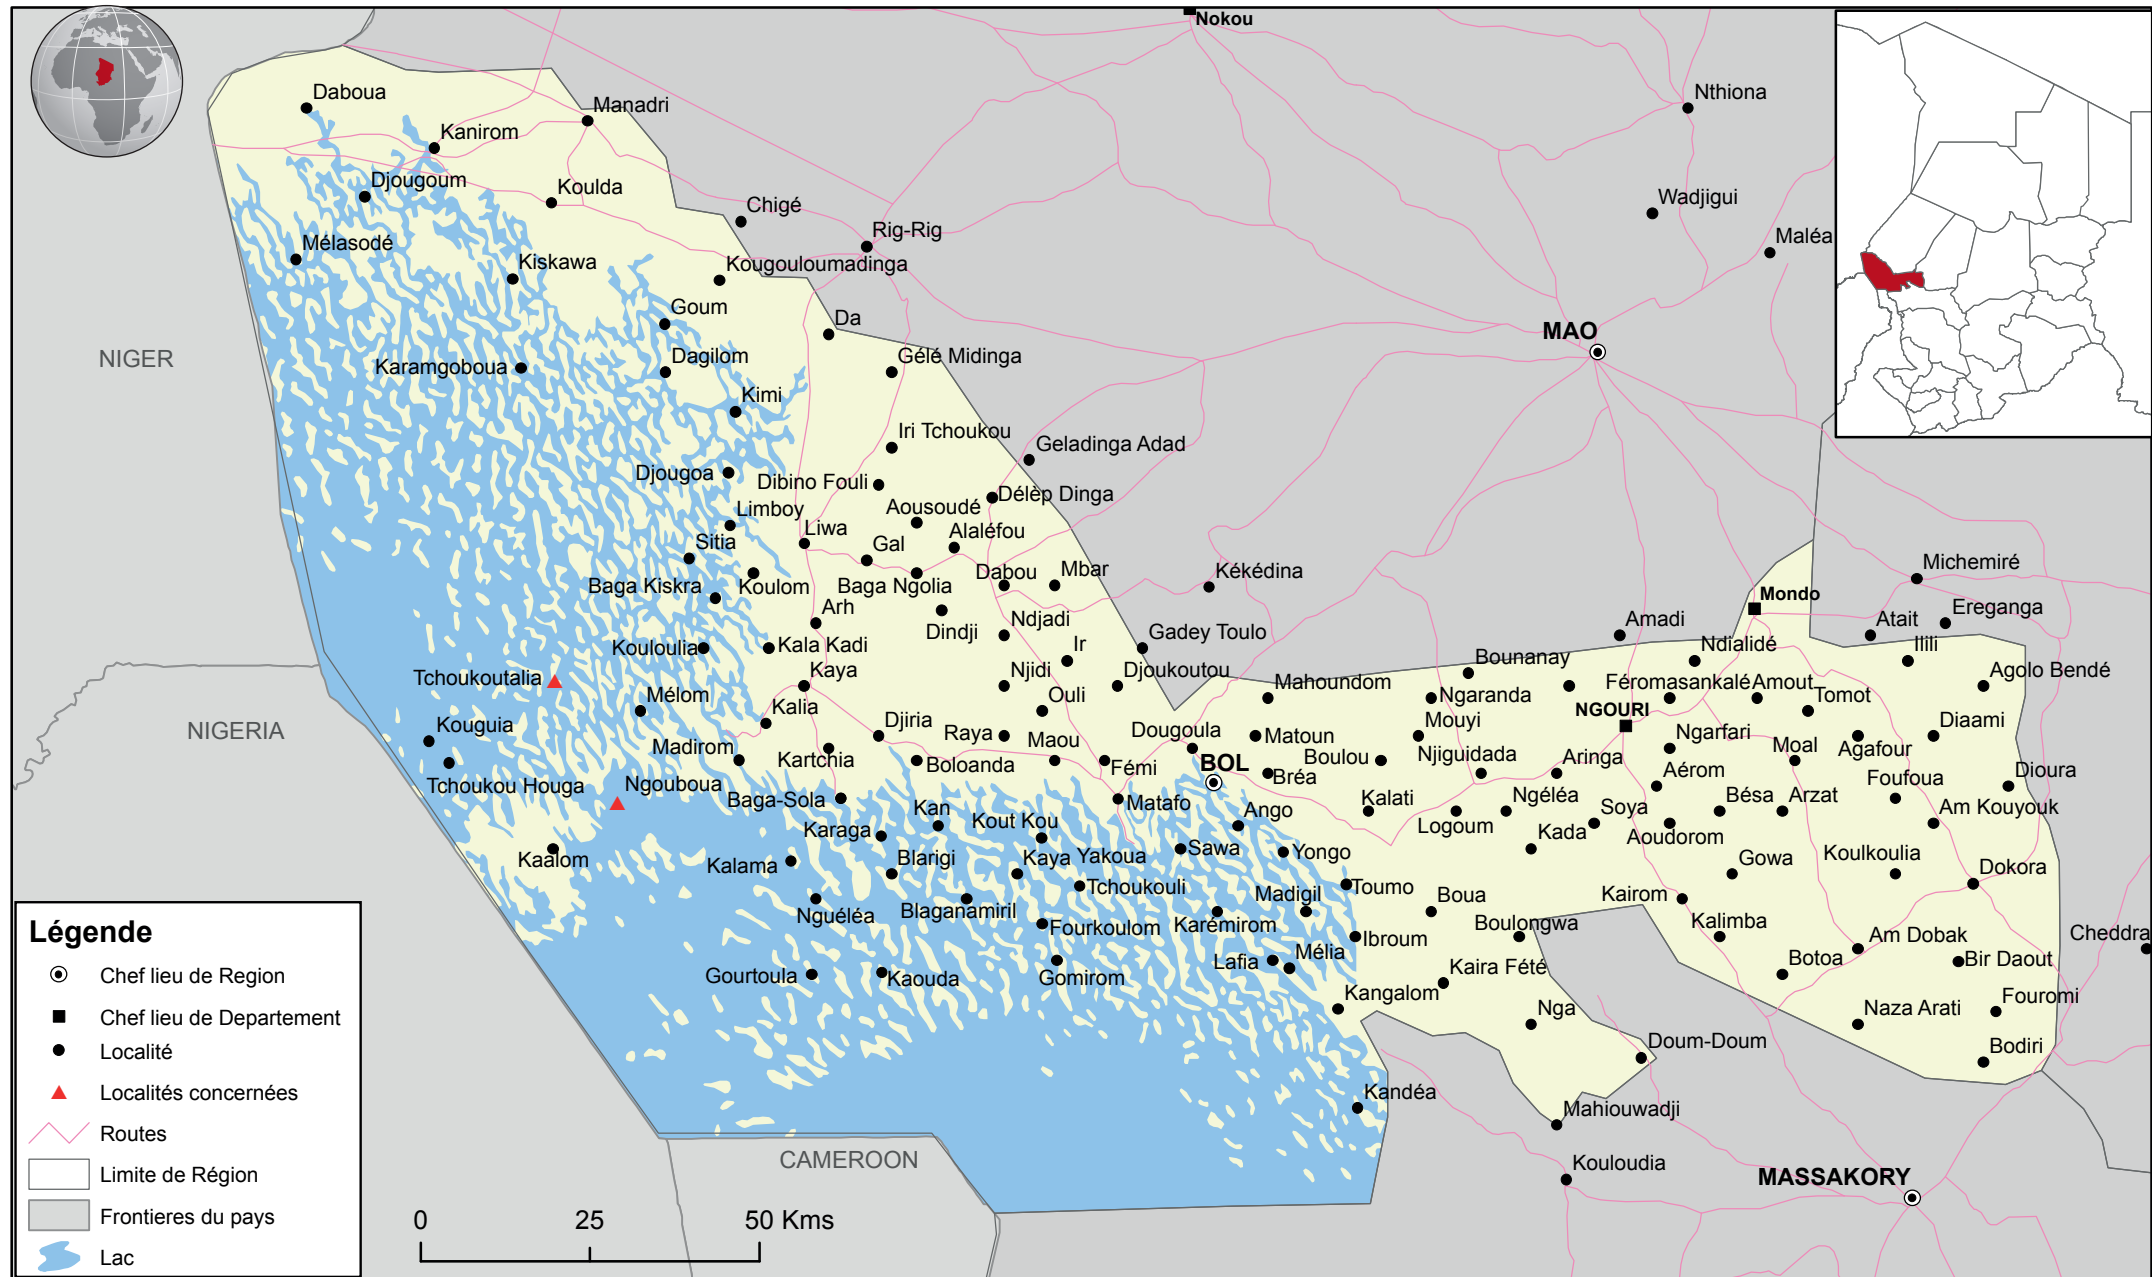 Nokou
Daboua
Manadri
Nthiona
Kanirom
Djougoum
Koulda
Wadjigui
Chigé
Rig-Rig
Maléa
Mélasodé
Kiskawa
Kougouloumadinga
Goum
Da
MAO
NIGER
Dagilom
Gélé Midinga
Karamgoboua
Kimi
Iri Tchoukou
Geladinga Adad
Djougoa
Dibino Fouli
Délèp Dinga
Limboy
Aousoudé
Liwa
Alaléfou
Sitia
Gal
Michemiré
Baga Kiskra
Koulom
Baga Ngolia
Dabou
Mbar
Kékédina
Mondo
Arh
Ereganga
Dindji
Ndjadi
Amadi
Atait
Gadey Toulo
Kouloulia
Kala Kadi
Ir
Ndialidé
Ilili
Bounanay
Tchoukoutalia
Kaya
Njidi
Djoukoutou
Agolo Bendé
Mahoundom
Ngaranda
Féromasankalé
Amout
Tomot
Mélom
Kalia
Ouli
NGOURI
Kouguia
NIGERIA
Djiria
Raya
Maou
Dougoula
Matoun
Mouyi
Ngarfari
Diaami
Madirom
Kartchia
Boloanda
Fémi
BOL
Boulou
Njiguidada
Aringa
Moal
Agafour
Bréa
Aérom
Foufoua
Dioura
Tchoukou Houga
Ngouboua
Baga-Sola
Matafo
Kalati
Ngéléa
Bésa
Arzat
Kan
Kout Kou
Ango
Logoum
Soya
Am Kouyouk
Karaga
Kada
Aoudorom
Kaalom
Kalama
Blarigi
Kaya
Yakoua
Sawa
Yongo
Gowa
Koulkoulia
Dokora
Tchoukouli
Toumo
Nguéléa
Blaganamiril
Madigil
Boua
Kairom
Fourkoulom
Karémirom
Boulongwa
Kalimba
Ibroum
Am Dobak
Cheddra
Gourtoula
Kaouda
Gomirom
Lafia
Mélia
Kaira Fété
Botoa
Bir Daout
Kangalom
Nga
Naza Arati
Fouromi
Doum-Doum
Bodiri
Kandéa
Mahiouwadji
CAMEROON
Kouloudia
MASSAKORY
0 25 50 Kms
Légende
Chef lieu de Region
Chef lieu de Departement
Localité
Localités concernées
Routes
Limite de Région
Frontieres du pays
Lac